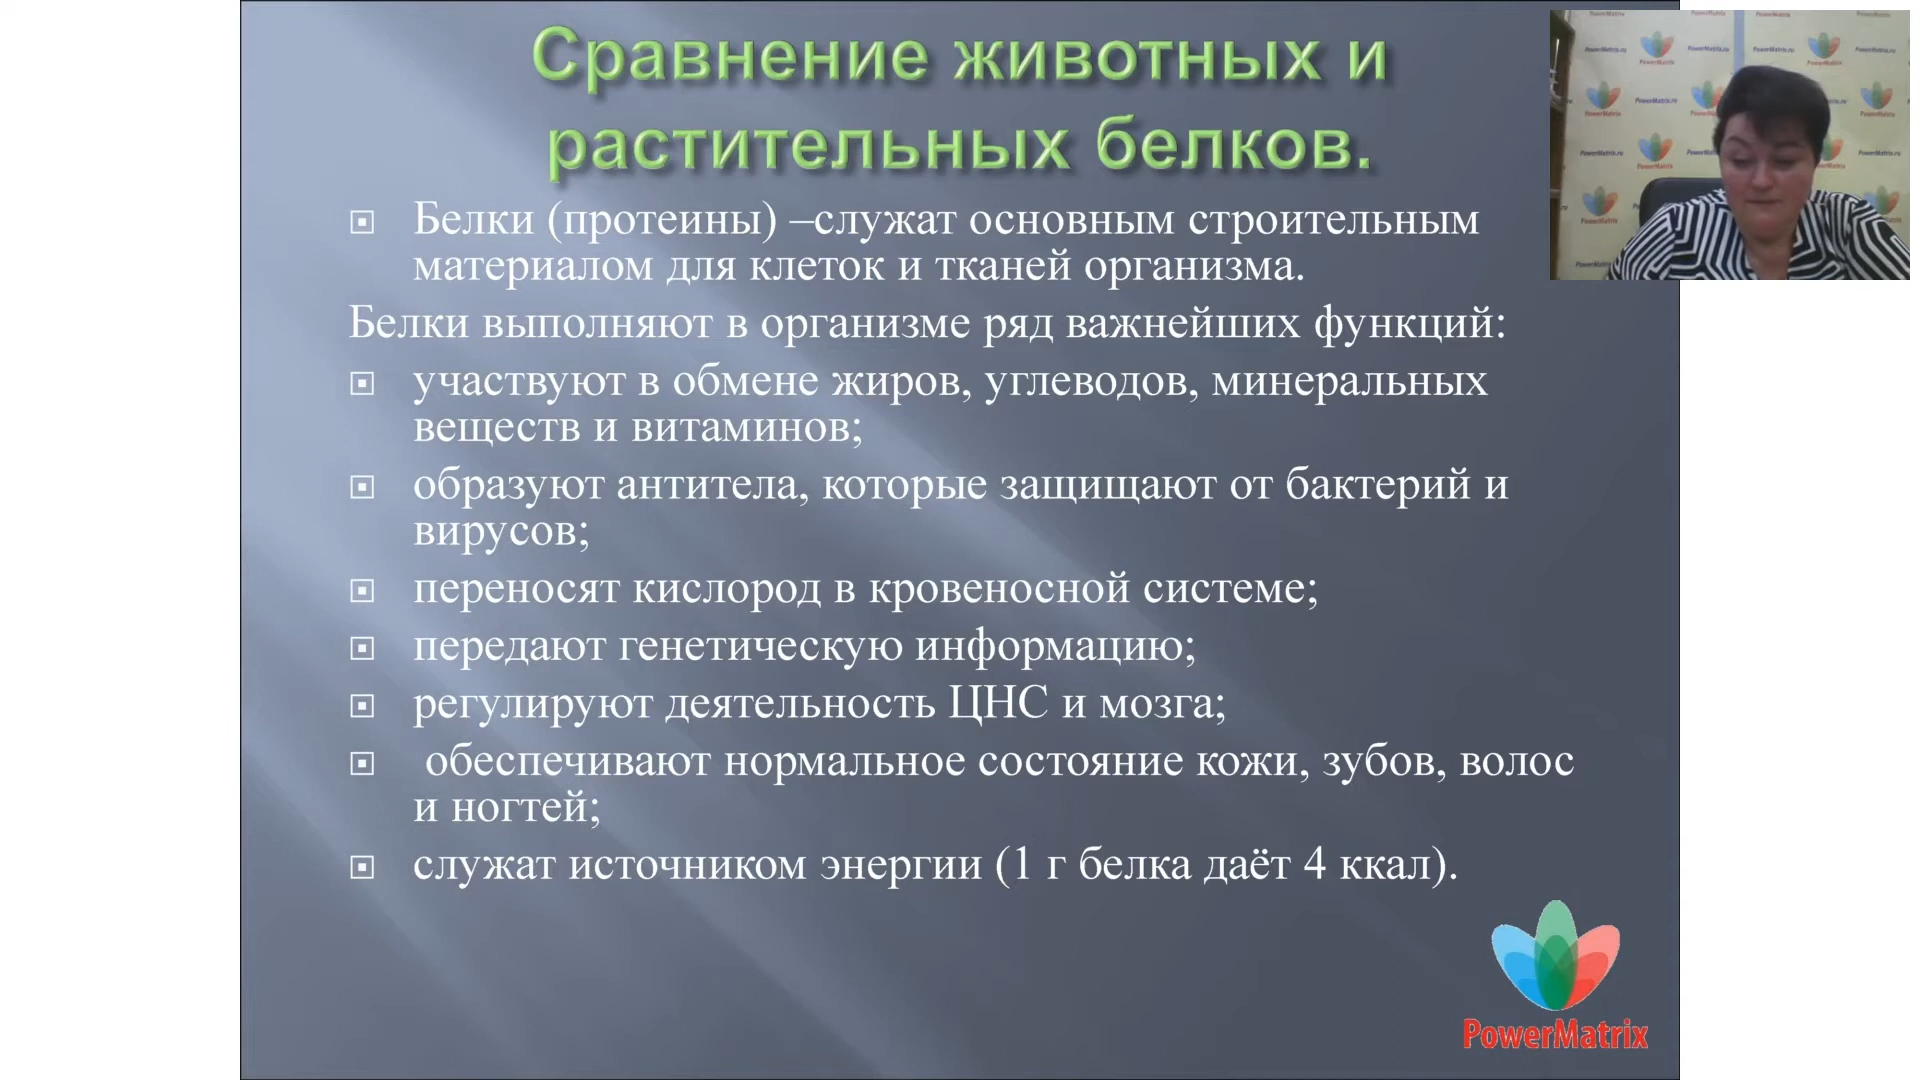 Сравнение животных и
растительных белков.
Белки (протеины) –служат основным строительным
материалом для клеток и тканей организма.
Белки выполняют в организме ряд важнейших функций:
участвуют в обмене жиров, углеводов, минеральных
веществ и витаминов;
образуют антитела, которые защищают от бактерий и
вирусов;
переносят кислород в кровеносной системе;
передают генетическую информацию;
регулируют деятельность ЦНС и мозга;
обеспечивают нормальное состояние кожи, зубов, волос
и ногтей;
служат источником энергии (1 г белка даёт 4 ккал).
PowerMatrix
PowerMatrix.ru
PowerMatrix